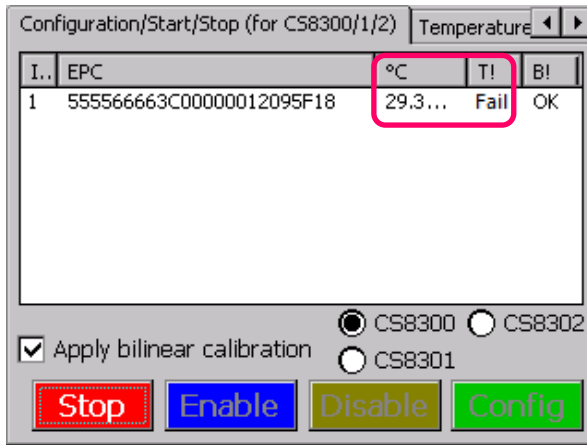 Configuration/Start/Stop (for CS8300/1/2) Temperature
I.. EPC °C T! B!
1 555566663C00000012095F18 29.3... Fail OK
CS8300 CS8302
Apply bilinear calibration CS8301
Stop Enable Disable Config